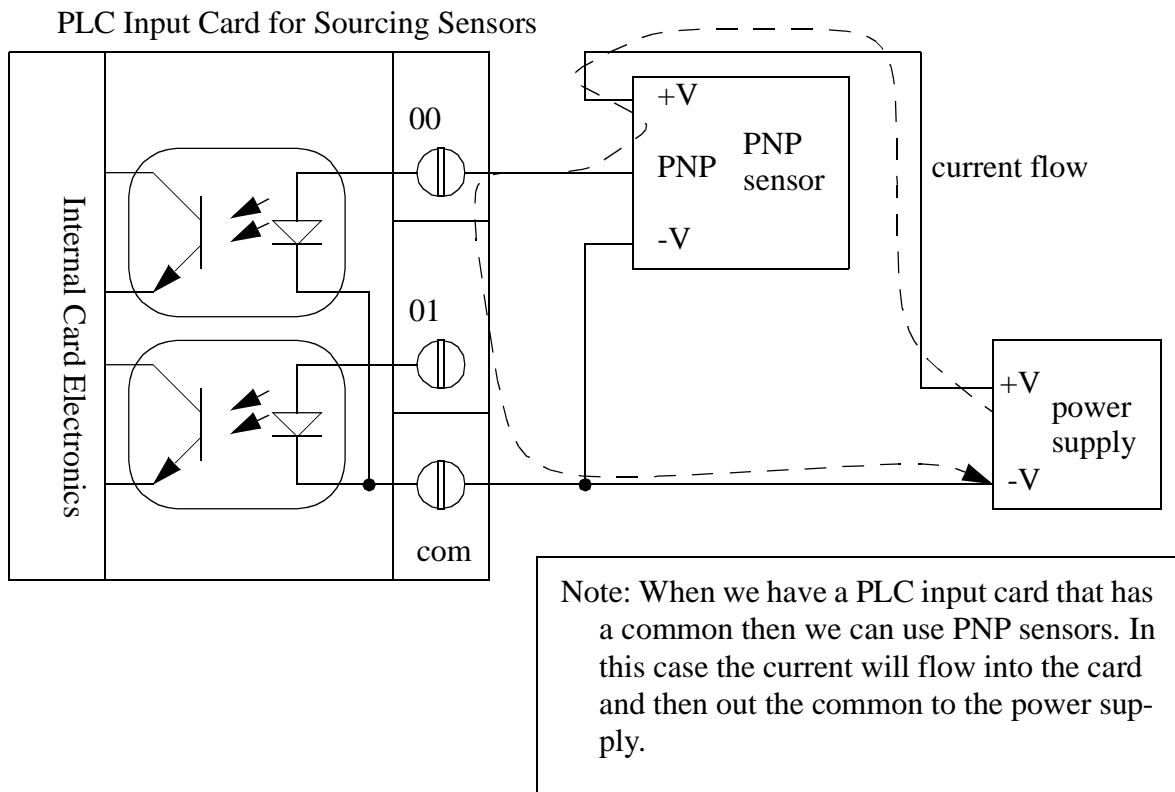 PLC Input Card for Sourcing Sensors
Internal Card Electronics
00
01
com
+V
PNP
-V
PNP
sensor
current flow
+V
-V
power
supply
Note: When we have a PLC input card that has
a common then we can use PNP sensors. In
this case the current will flow into the card
and then out the common to the power sup-
ply.